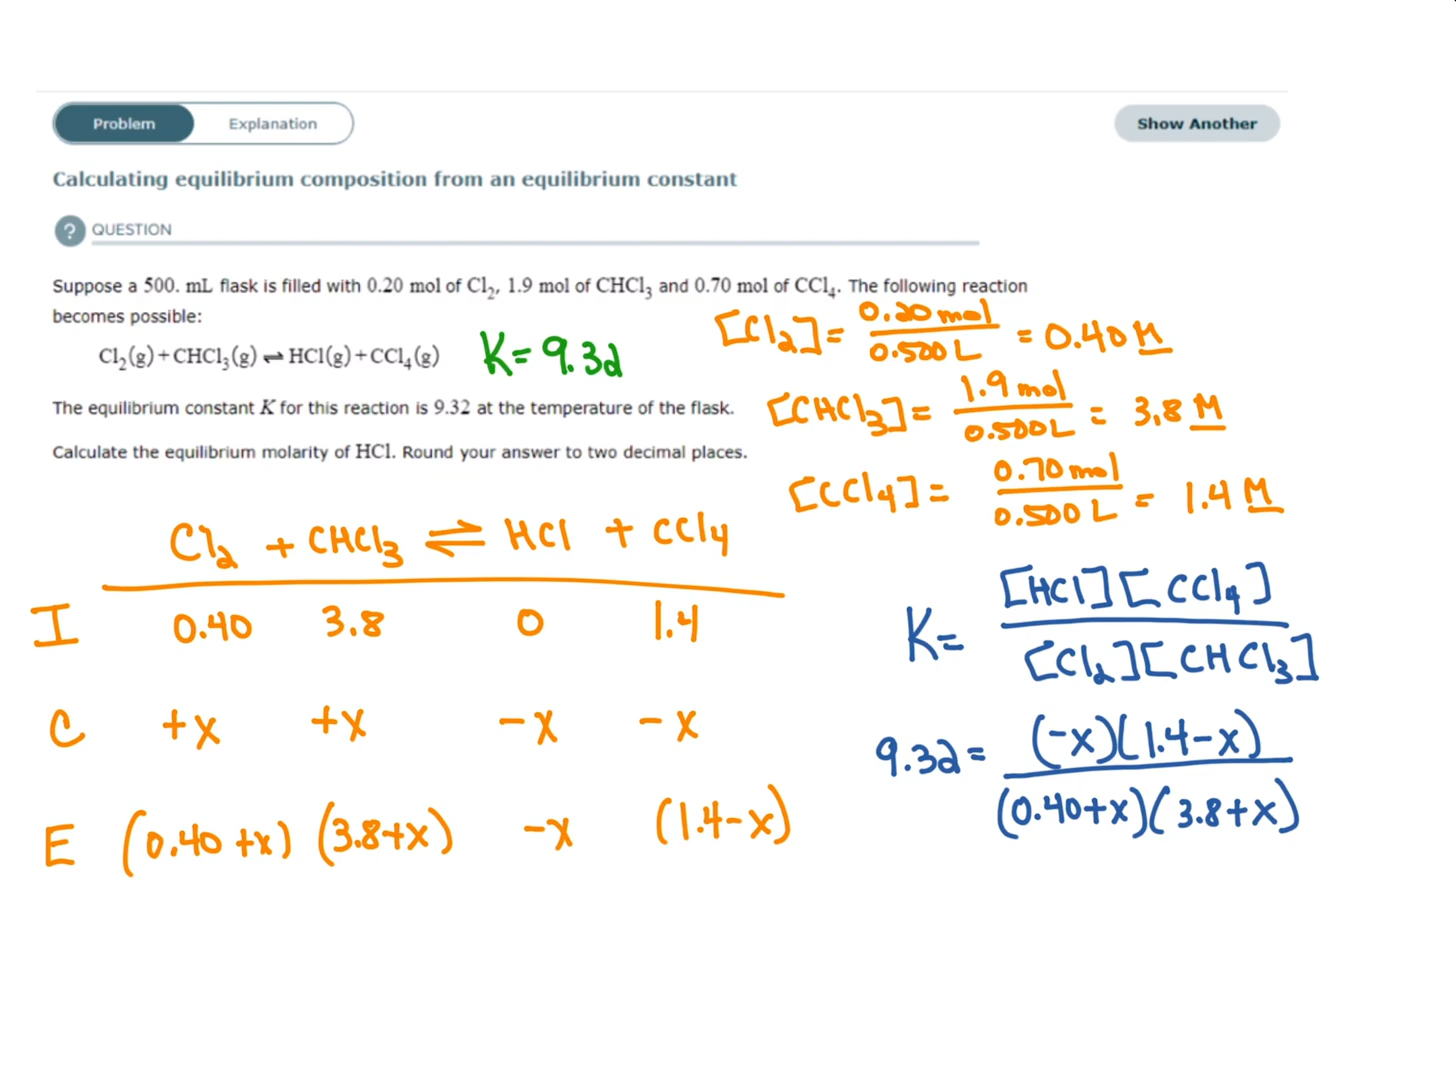 Problem Explanation Show Another
Calculating equilibrium composition from an equilibrium constant
? QUESTION
Suppose a 500. mL flask is filled with 0.20 mol of Cl₂, 1.9 mol of CHCl₃ and 0.70 mol of CCl₄. The following reaction
becomes possible:
Cl₂(g) + CHCl₃(g) ⇌ HCl(g) + CCl₄(g)
K = 9.32
The equilibrium constant K for this reaction is 9.32 at the temperature of the flask.
Calculate the equilibrium molarity of HCl. Round your answer to two decimal places.
[Cl₂] = 0.20 mol / 0.500 L = 0.40 M
[CHCl₃] = 1.9 mol / 0.500 L = 3.8 M
[CCl₄] = 0.70 mol / 0.500 L = 1.4 M
Cl₂ + CHCl₃ ⇌ HCl + CCl₄
I 0.40 3.8 0 1.4
C +x +x -x -x
E (0.40 +x) (3.8+x) -x (1.4-x)
K = [HCl][CCl₄] / [Cl₂][CHCl₃]
9.32 = (-x)(1.4-x) / (0.40+x)(3.8+x)